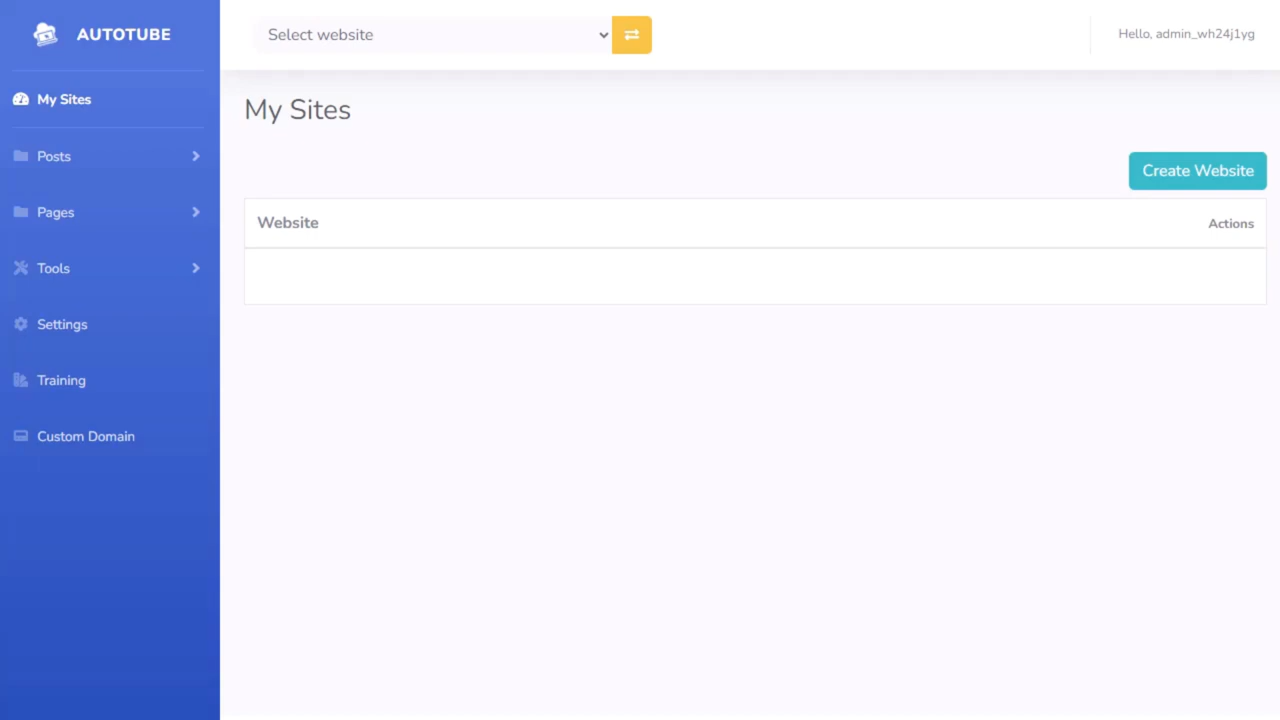 AUTOTUBE
Select website
Hello, admin_wh24j1yg
My Sites
Posts
Pages
Tools
Settings
Training
Custom Domain
My Sites
Create Website
Website
Actions